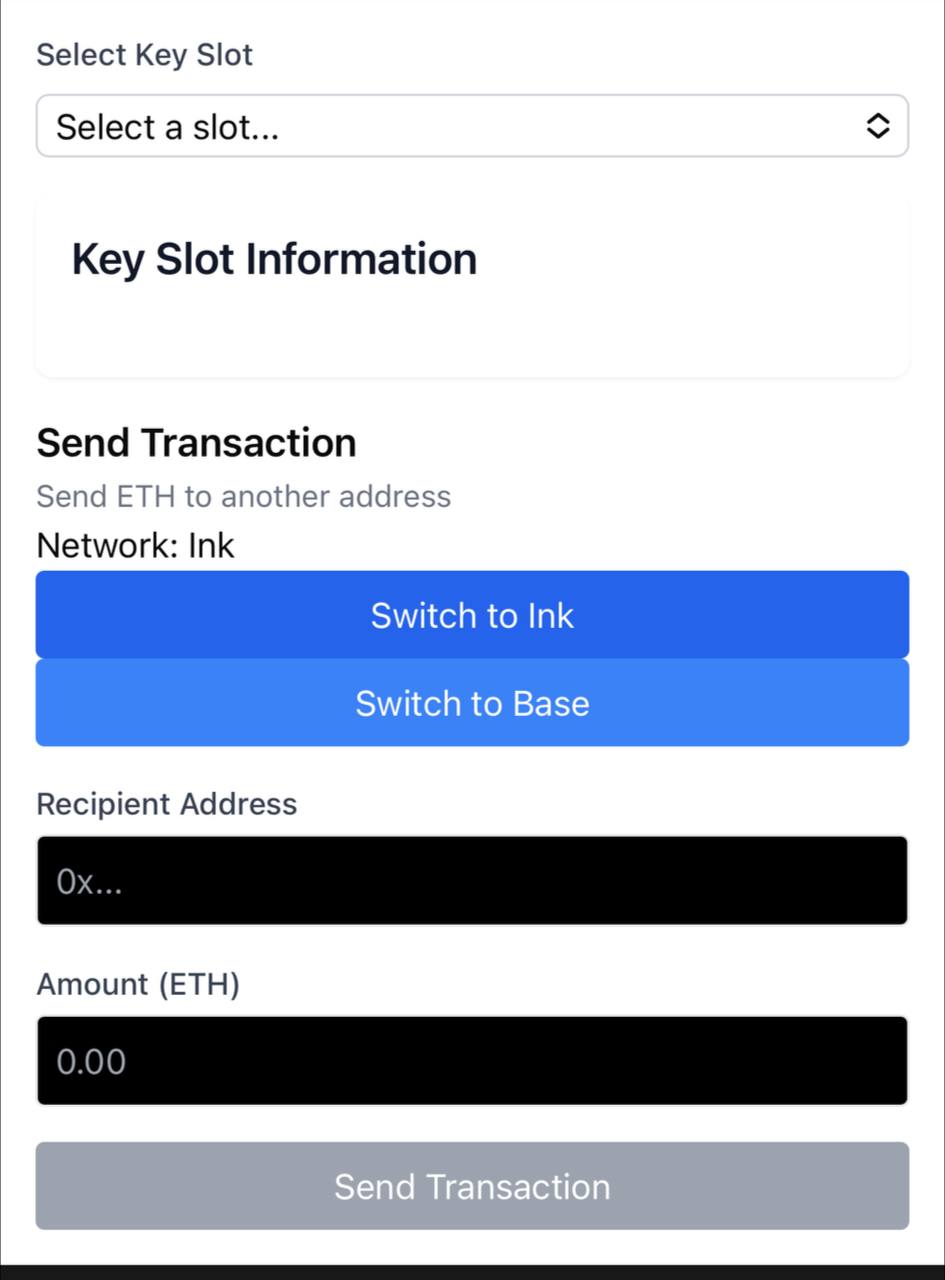 Select Key Slot
Select a slot...
Key Slot Information
Send Transaction
Send ETH to another address
Network: Ink
Switch to Ink
Switch to Base
Recipient Address
0x...
Amount (ETH)
0.00
Send Transaction